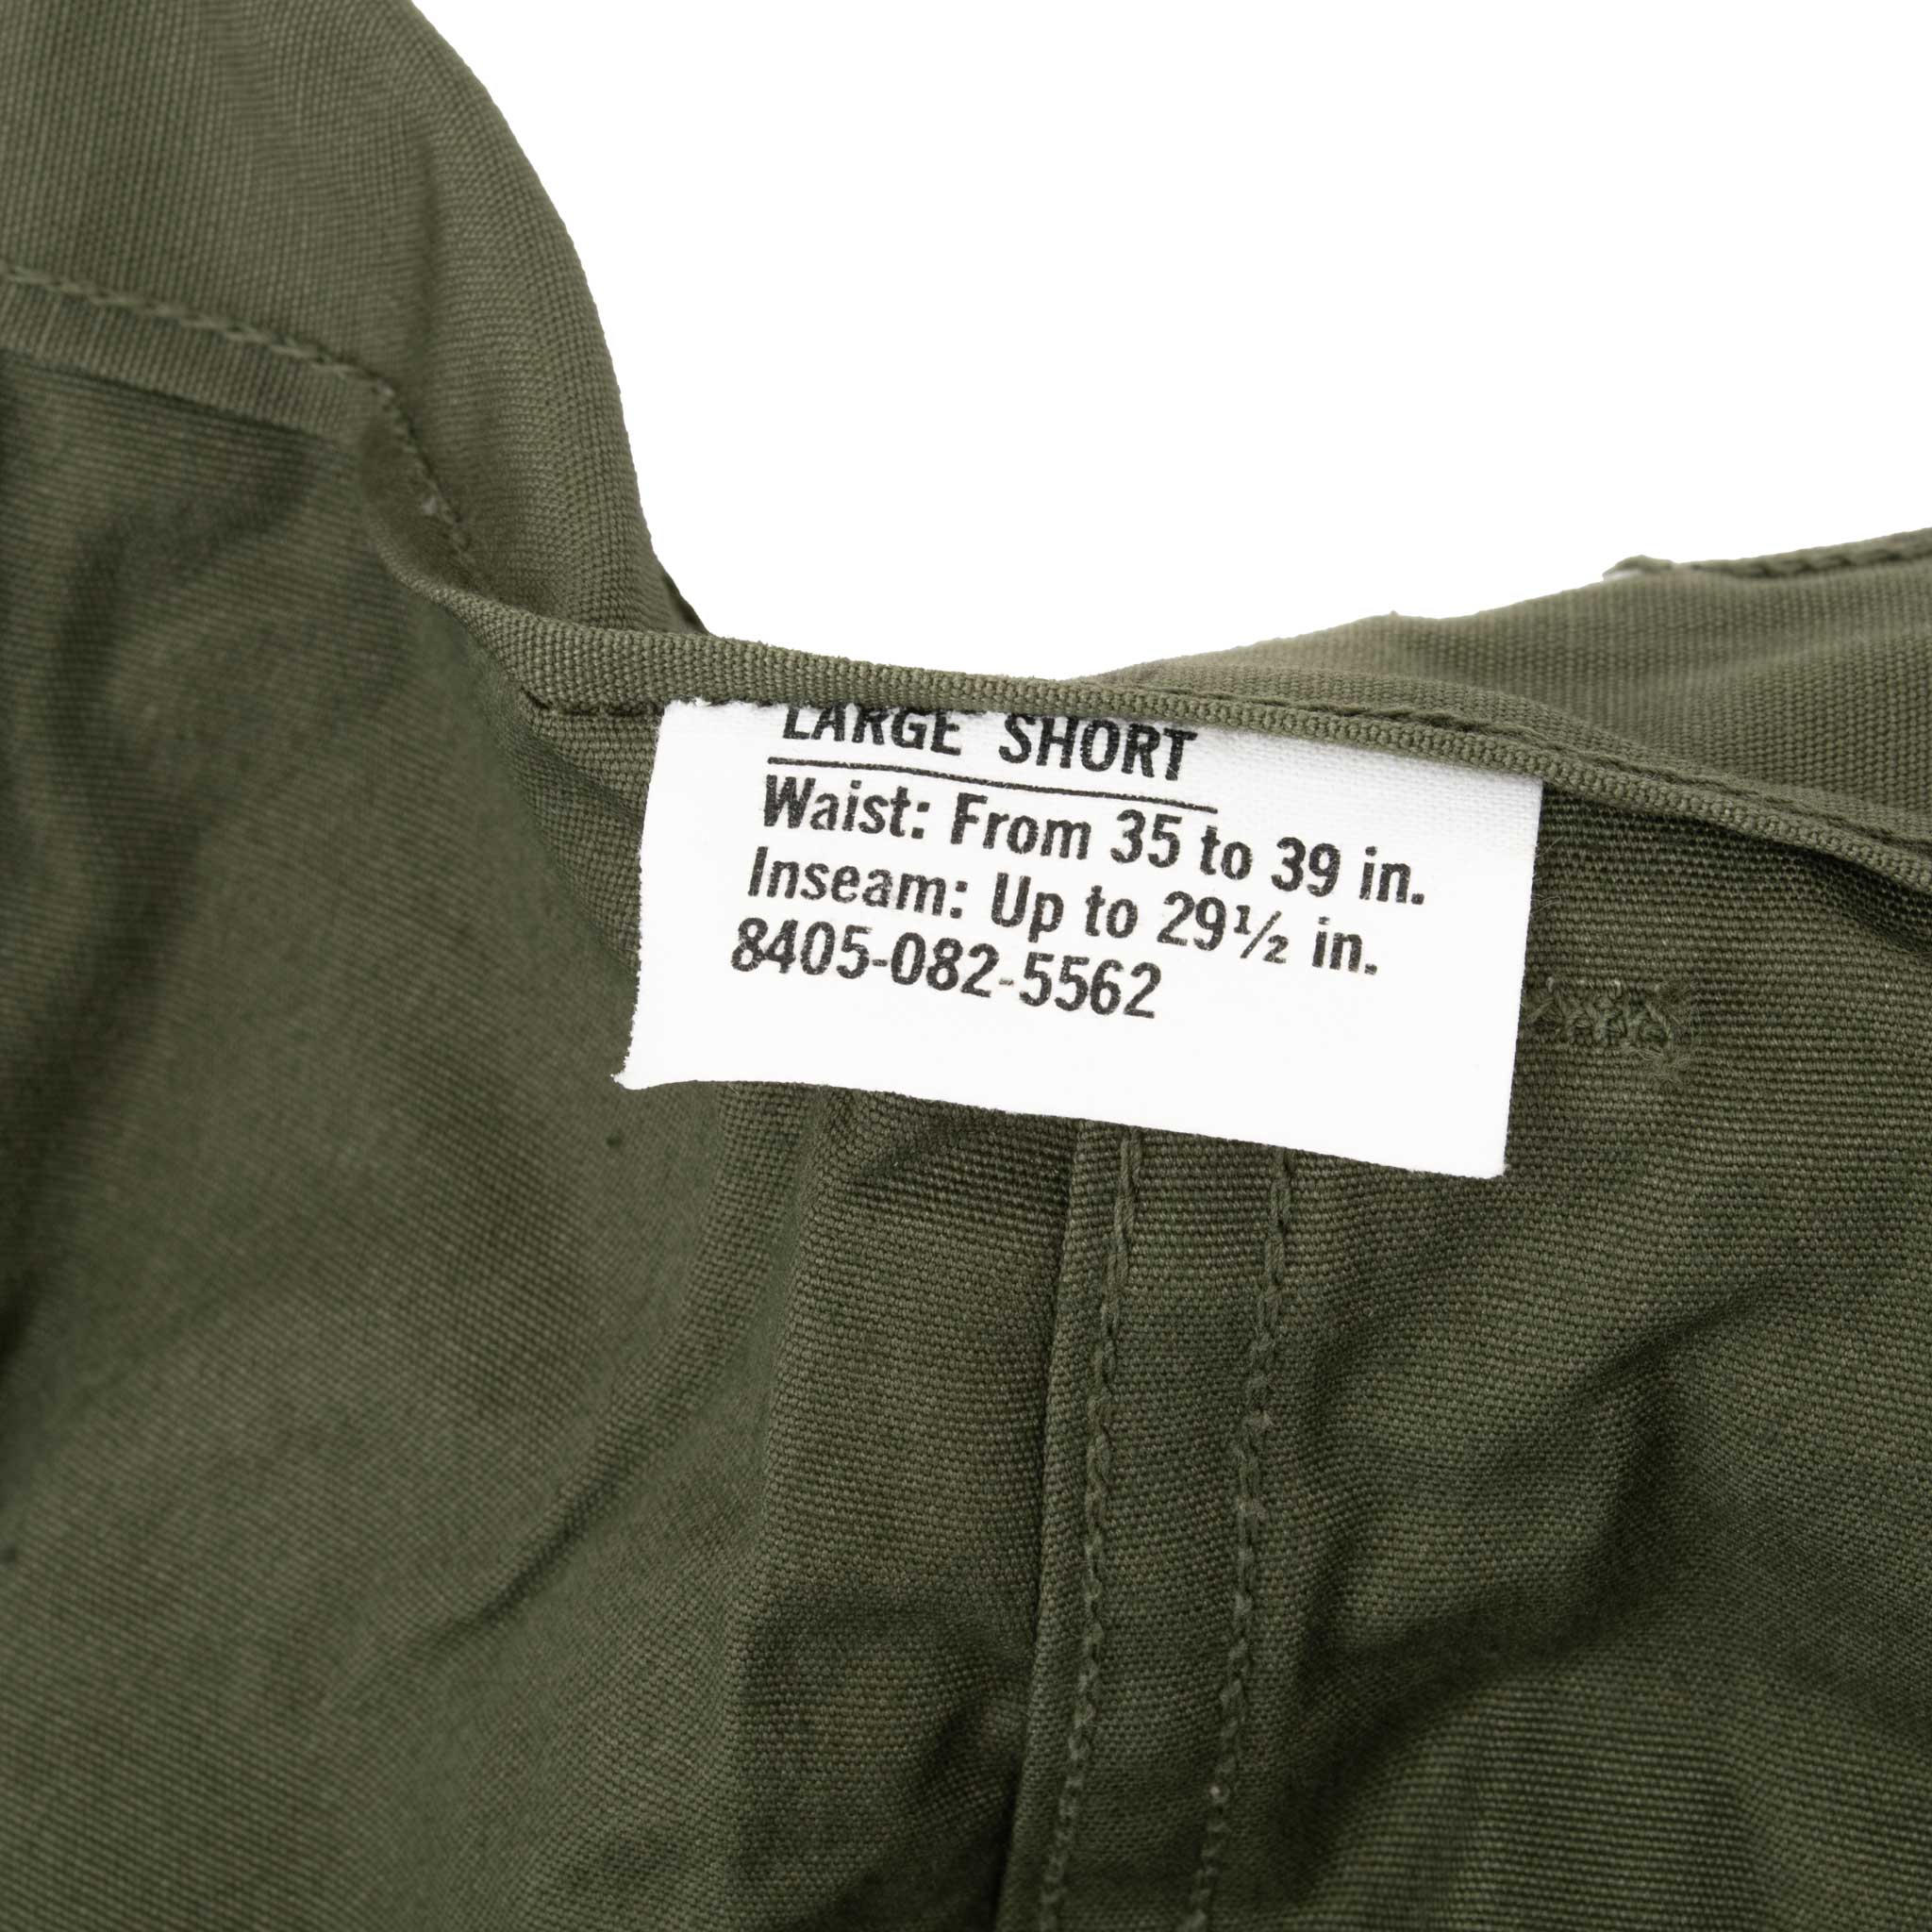 LARGE SHORT
Waist: From 35 to 39 in.
Inseam: Up to 29½ in.
8405-082-5562